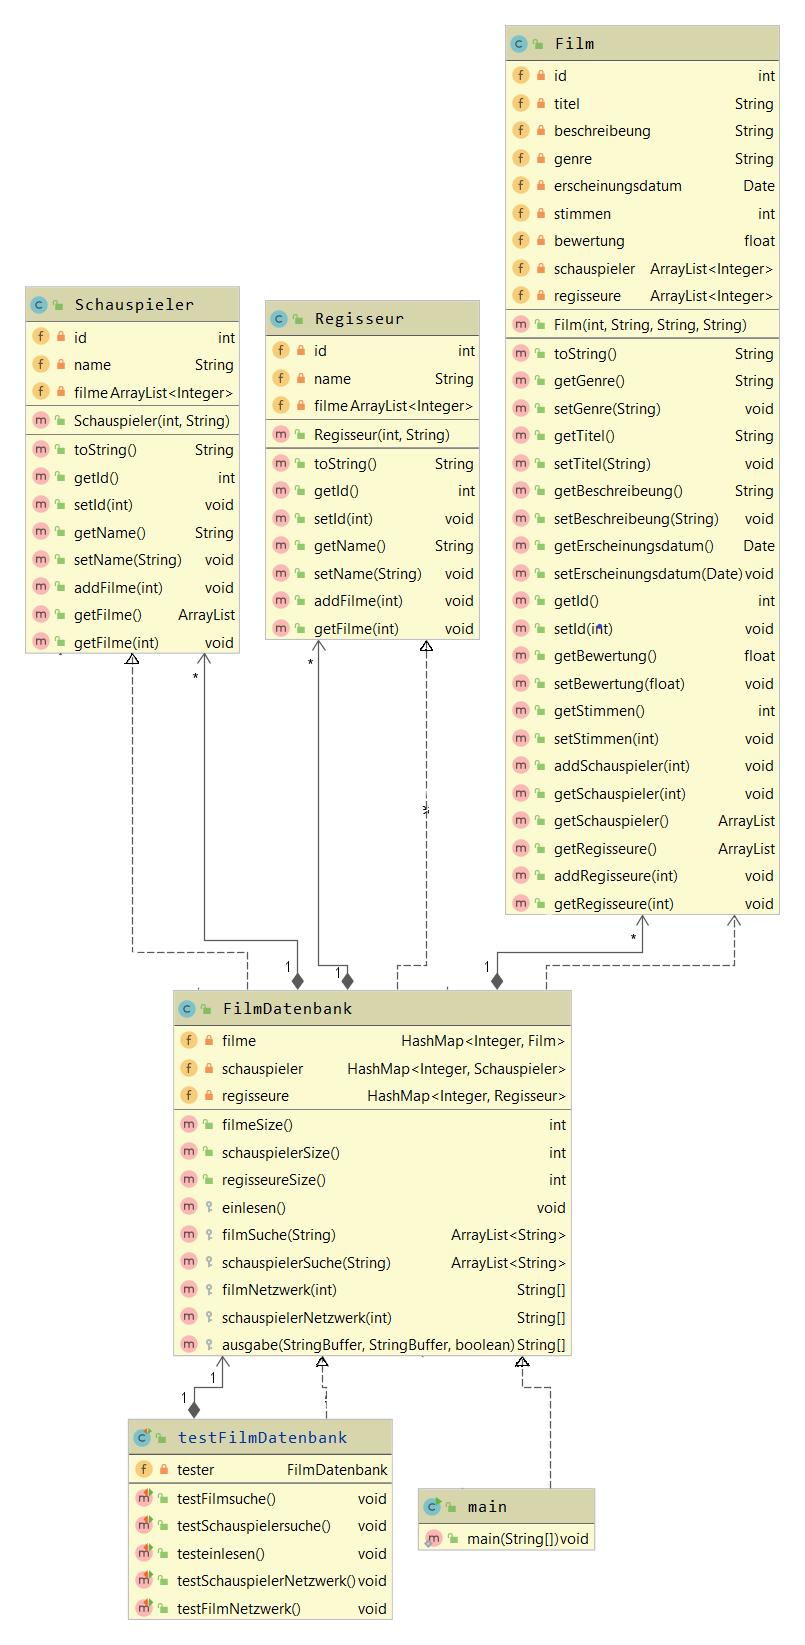 Film
id int
titel String
beschreibeung String
genre String
erscheinungsdatum Date
stimmen int
bewertung float
schauspieler ArrayList<Integer>
regisseure ArrayList<Integer>
Film(int, String, String, String)
toString() String
getGenre() String
setGenre(String) void
getTitel() String
setTitel(String) void
getBeschreibeung() String
setBeschreibeung(String) void
getErscheinungsdatum() Date
setErscheinungsdatum(Date) void
getId() int
setId(int) void
getBewertung() float
setBewertung(float) void
getStimmen() int
setStimmen(int) void
addSchauspieler(int) void
getSchauspieler(int) void
getSchauspieler() ArrayList
getRegisseure() ArrayList
addRegisseure(int) void
getRegisseure(int) void
Schauspieler
id int
name String
filme ArrayList<Integer>
Schauspieler(int, String)
toString() String
getId() int
setId(int) void
getName() String
setName(String) void
addFilme(int) void
getFilme() ArrayList
getFilme(int) void
Regisseur
id int
name String
filme ArrayList<Integer>
Regisseur(int, String)
toString() String
getId() int
setId(int) void
getName() String
setName(String) void
addFilme(int) void
getFilme(int) void
*
*
*
1
1
1
FilmDatenbank
filme HashMap<Integer, Film>
schauspieler HashMap<Integer, Schauspieler>
regisseure HashMap<Integer, Regisseur>
filmeSize() int
schauspielerSize() int
regisseureSize() int
einlesen() void
filmSuche(String) ArrayList<String>
schauspielerSuche(String) ArrayList<String>
filmNetzwerk(int) String[]
schauspielerNetzwerk(int) String[]
ausgabe(StringBuffer, StringBuffer, boolean) String[]
1
1
testFilmDatenbank
tester FilmDatenbank
testFilmsuche() void
testSchauspielersuche() void
testeinlesen() void
testSchauspielerNetzwerk() void
testFilmNetzwerk() void
main
main(String[]) void